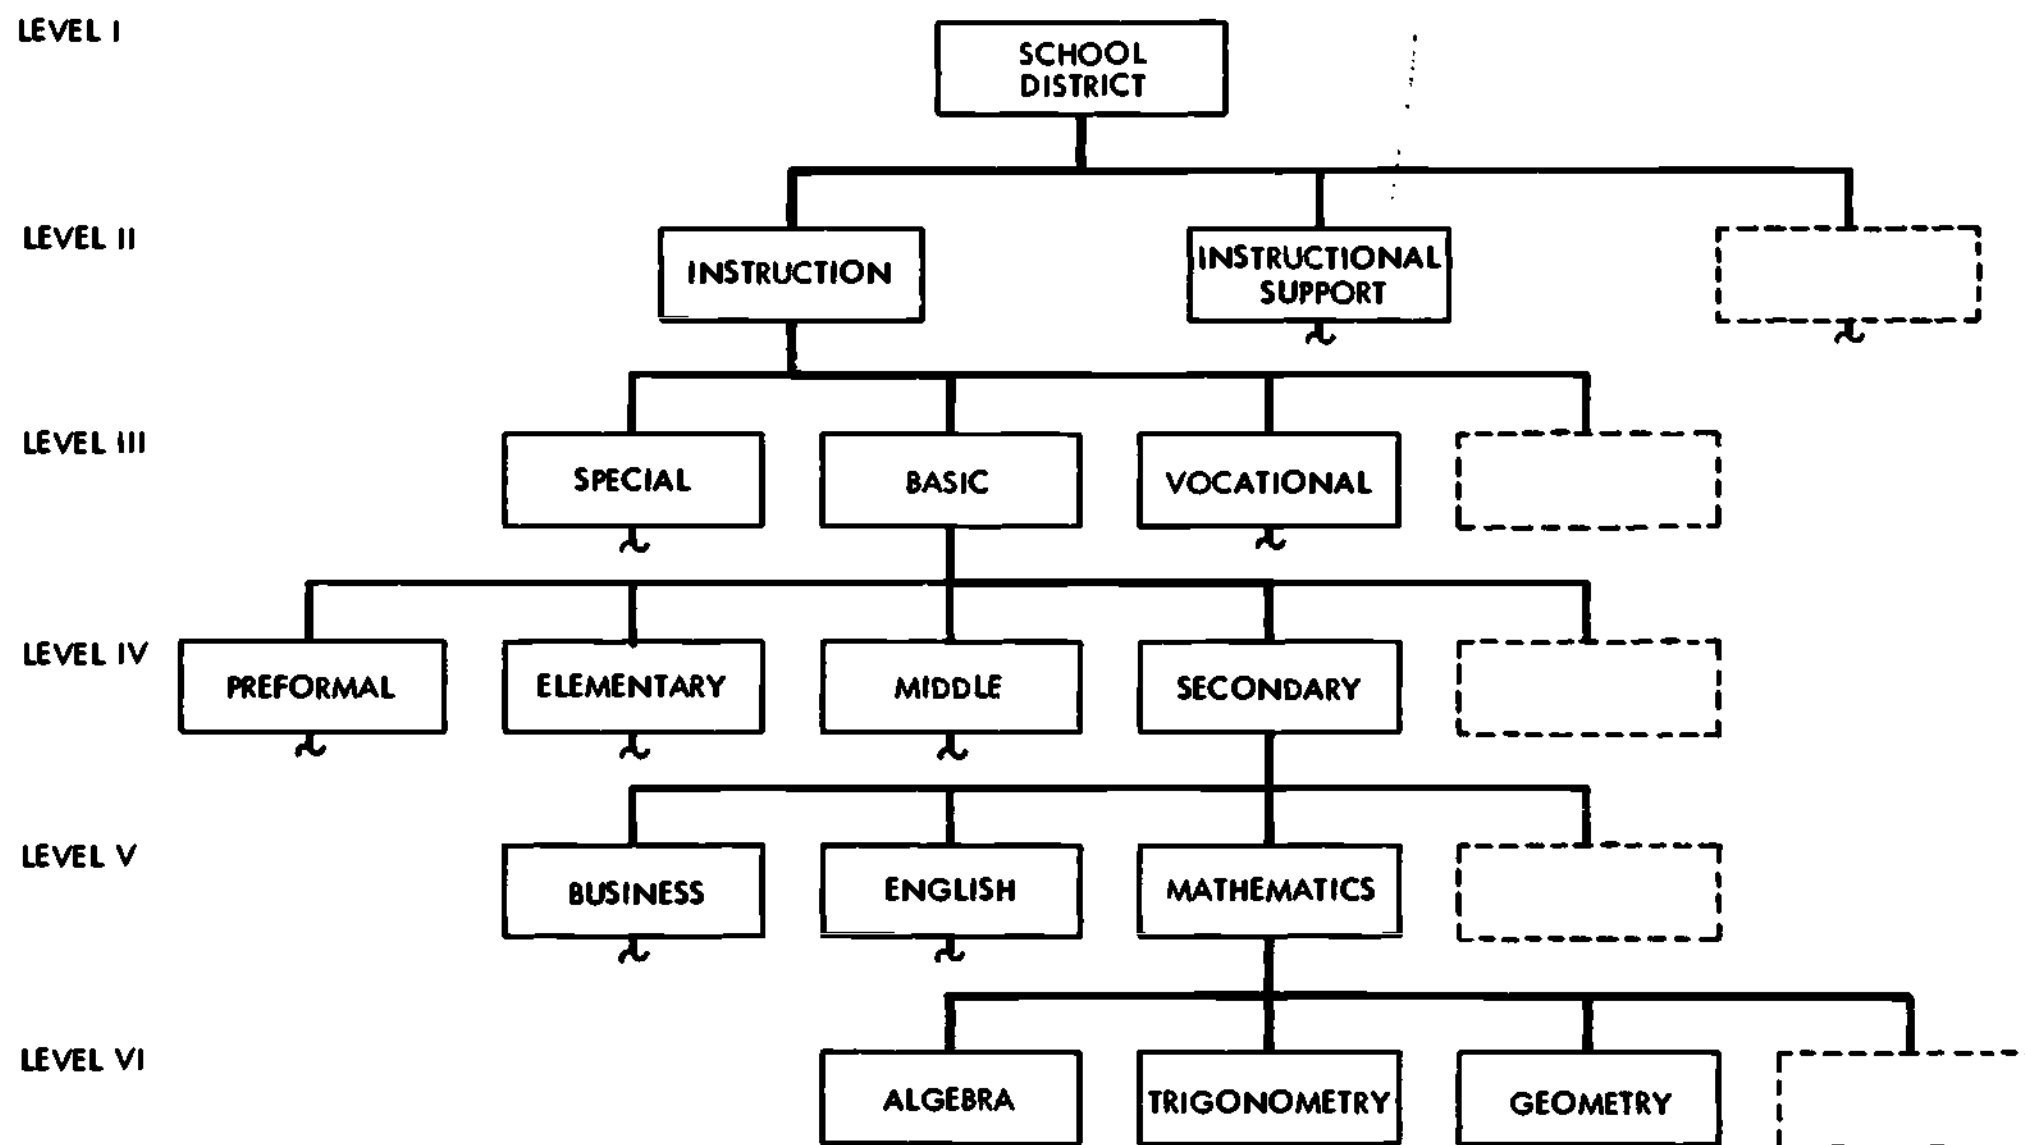 LEVEL I
SCHOOL
DISTRICT
LEVEL II
INSTRUCTION
INSTRUCTIONAL
SUPPORT
LEVEL III
SPECIAL
BASIC
VOCATIONAL
LEVEL IV
PREFORMAL
ELEMENTARY
MIDDLE
SECONDARY
LEVEL V
BUSINESS
ENGLISH
MATHEMATICS
LEVEL VI
ALGEBRA
TRIGONOMETRY
GEOMETRY